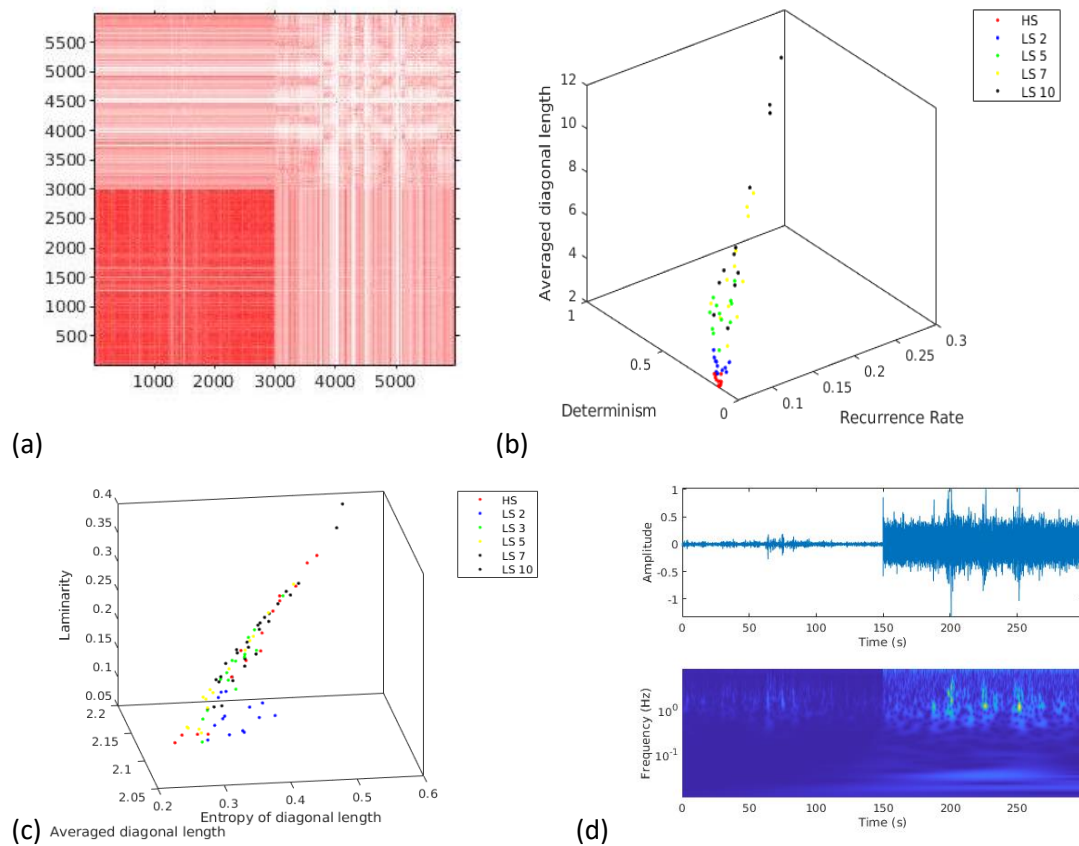 5500
5000
4500
4000
3500
3000
2500
2000
1500
1000
500
1000 2000 3000 4000 5000
(a)
HS
LS 2
LS 5
LS 7
LS 10
Averaged diagonal length
12
10
8
6
4
2
1
0.5
0
Determinism
0.1
0.15
0.2
0.25
0.3
Recurrence Rate
(b)
HS
LS 2
LS 3
LS 5
LS 7
LS 10
Laminarity
0.4
0.35
0.3
0.25
0.2
0.15
0.1
0.05
2.2
2.15
2.1
2.05
0.2 0.3 0.4 0.5 0.6
Entropy of diagonal length
Averaged diagonal length
(c)
Amplitude
1
0.5
0
-0.5
-1
0 50 100 150 200 250
Time (s)
Frequency (Hz)
10⁰
10⁻¹
0 50 100 150 200 250
Time (s)
(d)